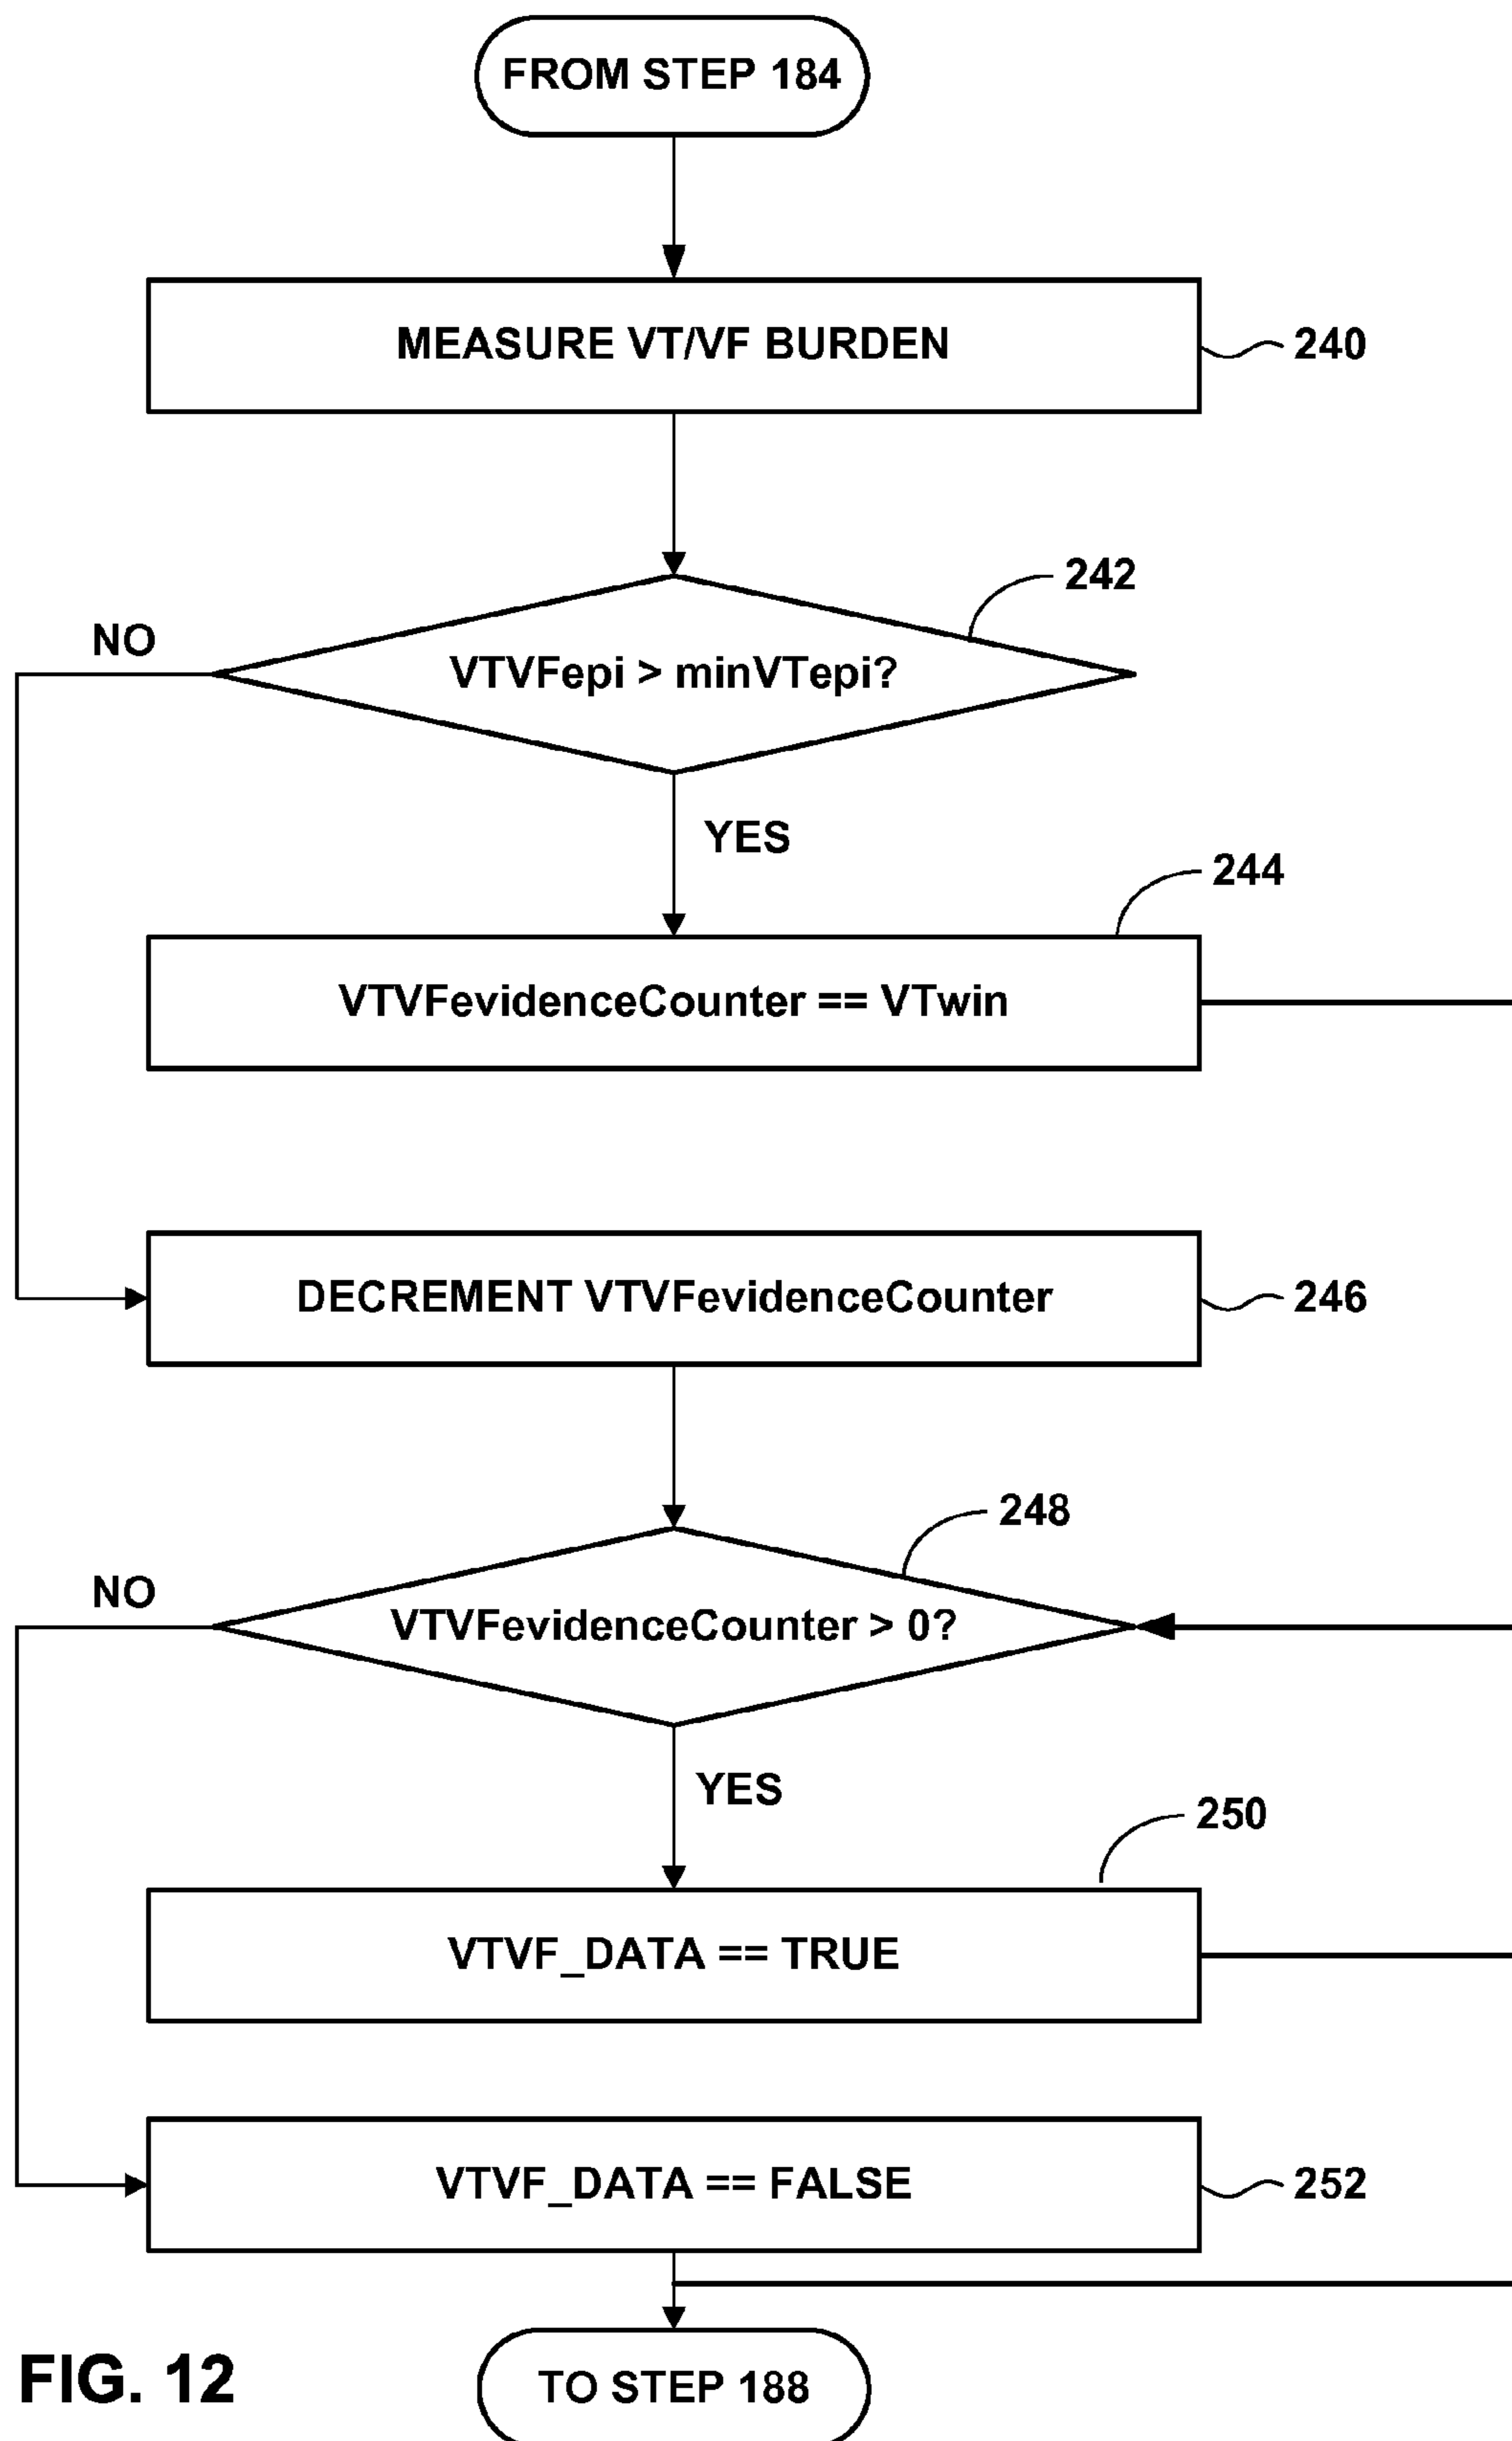 FROM STEP 184
MEASURE VT/VF BURDEN
240
242
NO
VTVFepi > minVTepi?
YES
244
VTVFevidenceCounter == VTwin
DECREMENT VTVFevidenceCounter
246
248
NO
VTVFevidenceCounter > 0?
YES
250
VTVF_DATA == TRUE
VTVF_DATA == FALSE
252
FIG. 12
TO STEP 188